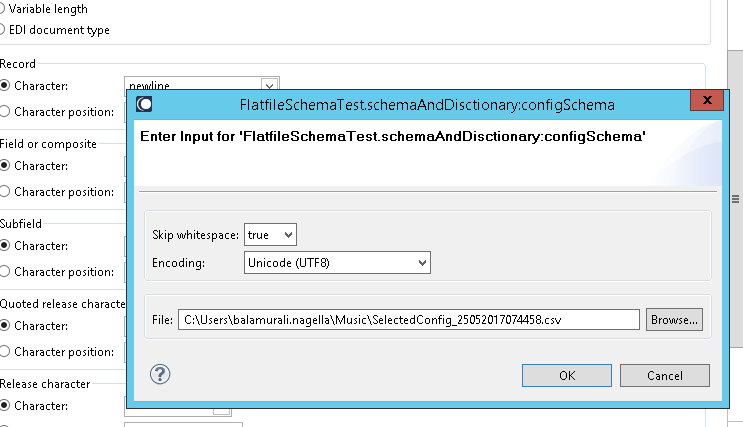 Variable length
EDI document type
Record
Character:
newline
Character position:
Field or composite
Character:
Character position:
Subfield
Character:
Character position:
Quoted release characte
Character:
Character position:
Release character
Character:
FlatfileSchemaTest.schemaAndDisctionary:configSchema
x
Enter Input for 'FlatfileSchemaTest.schemaAndDisctionary:configSchema'
Skip whitespace: true
Encoding: Unicode (UTF8)
File: C:\Users\balamurali.nagella\Music\SelectedConfig_25052017074458.csv Browse...
? OK Cancel